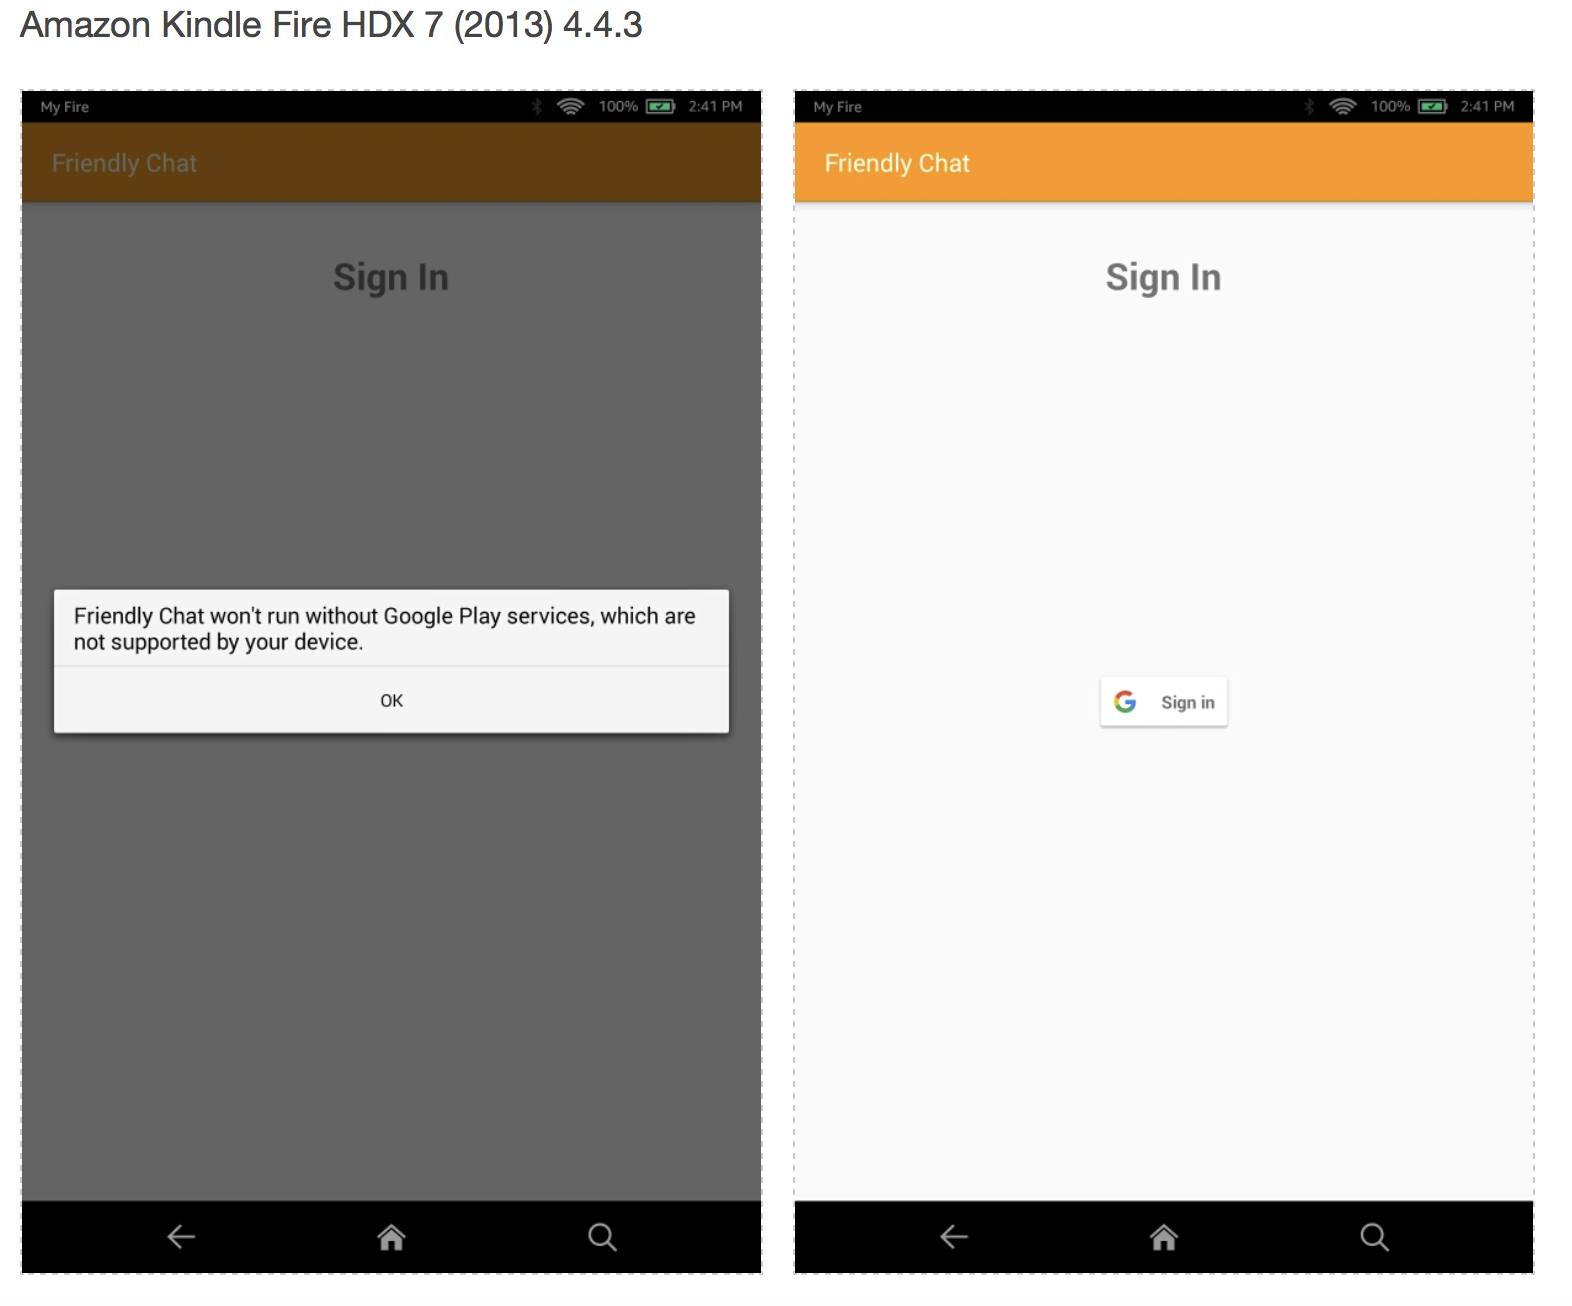 Amazon Kindle Fire HDX 7 (2013) 4.4.3
My Fire 100% 2:41 PM
Friendly Chat
Sign In
Friendly Chat won't run without Google Play services, which are
not supported by your device.
OK
My Fire 100% 2:41 PM
Friendly Chat
Sign In
G Sign in